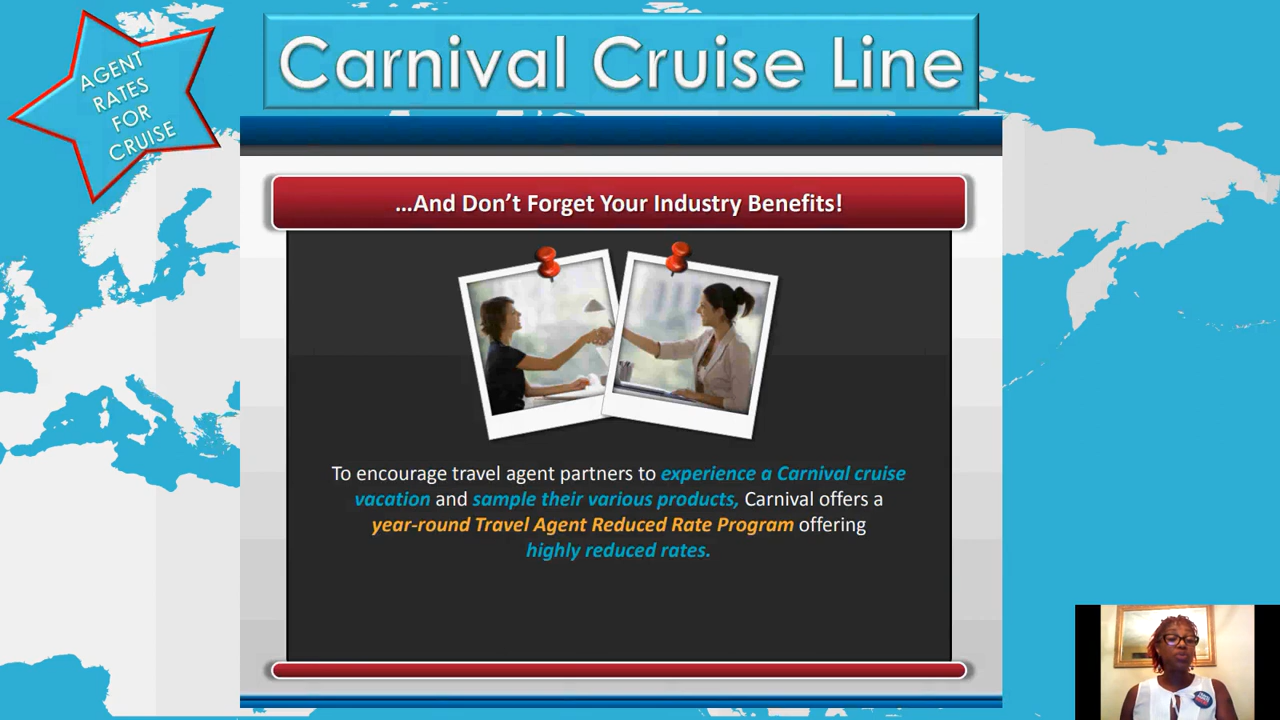 AGENT
RATES
FOR
CRUISE
Carnival Cruise Line
...And Don't Forget Your Industry Benefits!
To encourage travel agent partners to experience a Carnival cruise
vacation and sample their various products, Carnival offers a
year-round Travel Agent Reduced Rate Program offering
highly reduced rates.